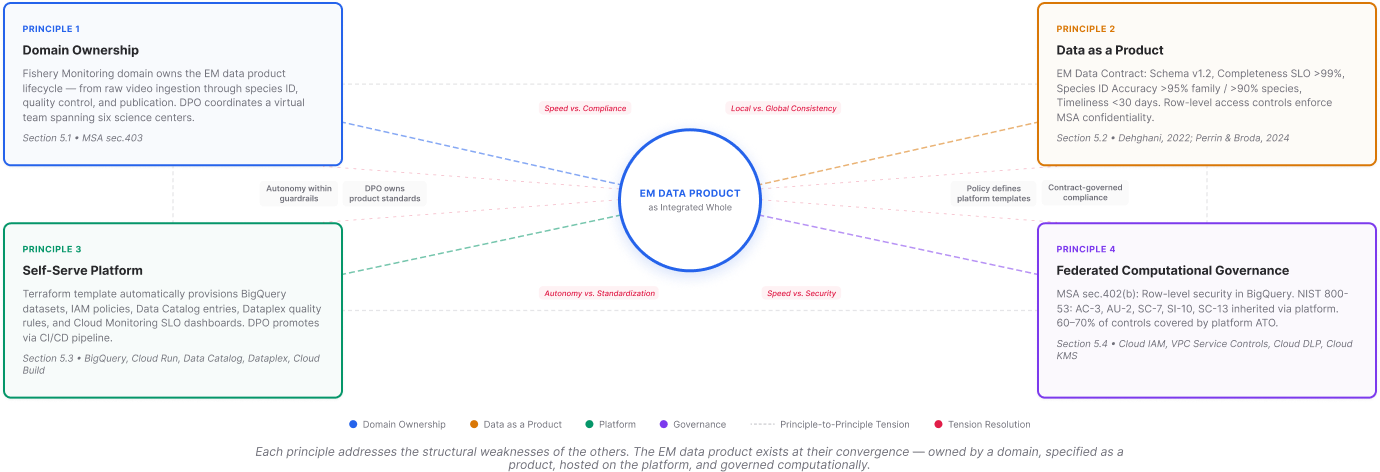 PRINCIPLE 1
Domain Ownership
Fishery Monitoring domain owns the EM data product
lifecycle — from raw video ingestion through species ID,
quality control, and publication. DPO coordinates a virtual
team spanning six science centers.
Section 5.1 • MSA sec.403
PRINCIPLE 2
Data as a Product
EM Data Contract: Schema v1.2, Completeness SLO >99%,
Species ID Accuracy >95% family / >90% species,
Timeliness <30 days. Row-level access controls enforce
MSA confidentiality.
Section 5.2 • Dehghani, 2022; Perrin & Broda, 2024
Speed vs. Compliance
Local vs. Global Consistency
Autonomy within
guardrails
DPO owns
product standards
EM DATA PRODUCT
as Integrated Whole
Policy defines
platform templates
Contract-governed
compliance
PRINCIPLE 3
Self-Serve Platform
Terraform template automatically provisions BigQuery
datasets, IAM policies, Data Catalog entries, Dataplex quality
rules, and Cloud Monitoring SLO dashboards. DPO promotes
via CI/CD pipeline.
Section 5.3 • BigQuery, Cloud Run, Data Catalog, Dataplex, Cloud
Build
Autonomy vs. Standardization
Speed vs. Security
PRINCIPLE 4
Federated Computational Governance
MSA sec.402(b): Row-level security in BigQuery. NIST 800-
53: AC-3, AU-2, SC-7, SI-10, SC-13 inherited via platform.
60–70% of controls covered by platform ATO.
Section 5.4 • Cloud IAM, VPC Service Controls, Cloud DLP, Cloud
KMS
Domain Ownership
Data as a Product
Platform
Governance
Principle-to-Principle Tension
Tension Resolution
Each principle addresses the structural weaknesses of the others. The EM data product exists at their convergence — owned by a domain, specified as a
product, hosted on the platform, and governed computationally.